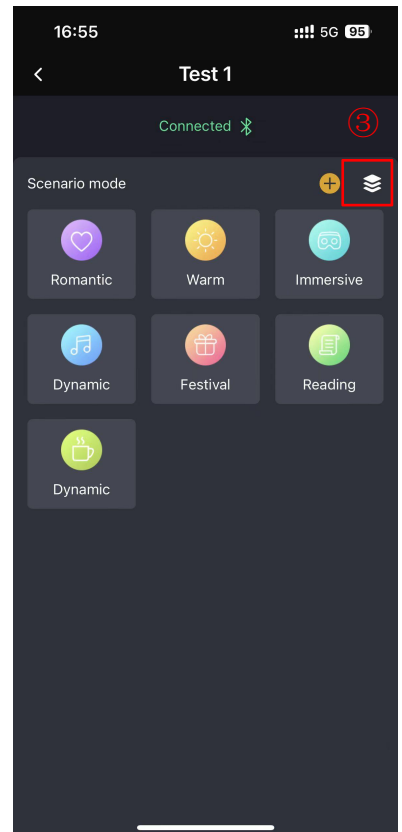 16:55 5G 95
Test 1
Connected
③
Scenario mode
Romantic Warm Immersive
Dynamic Festival Reading
Dynamic